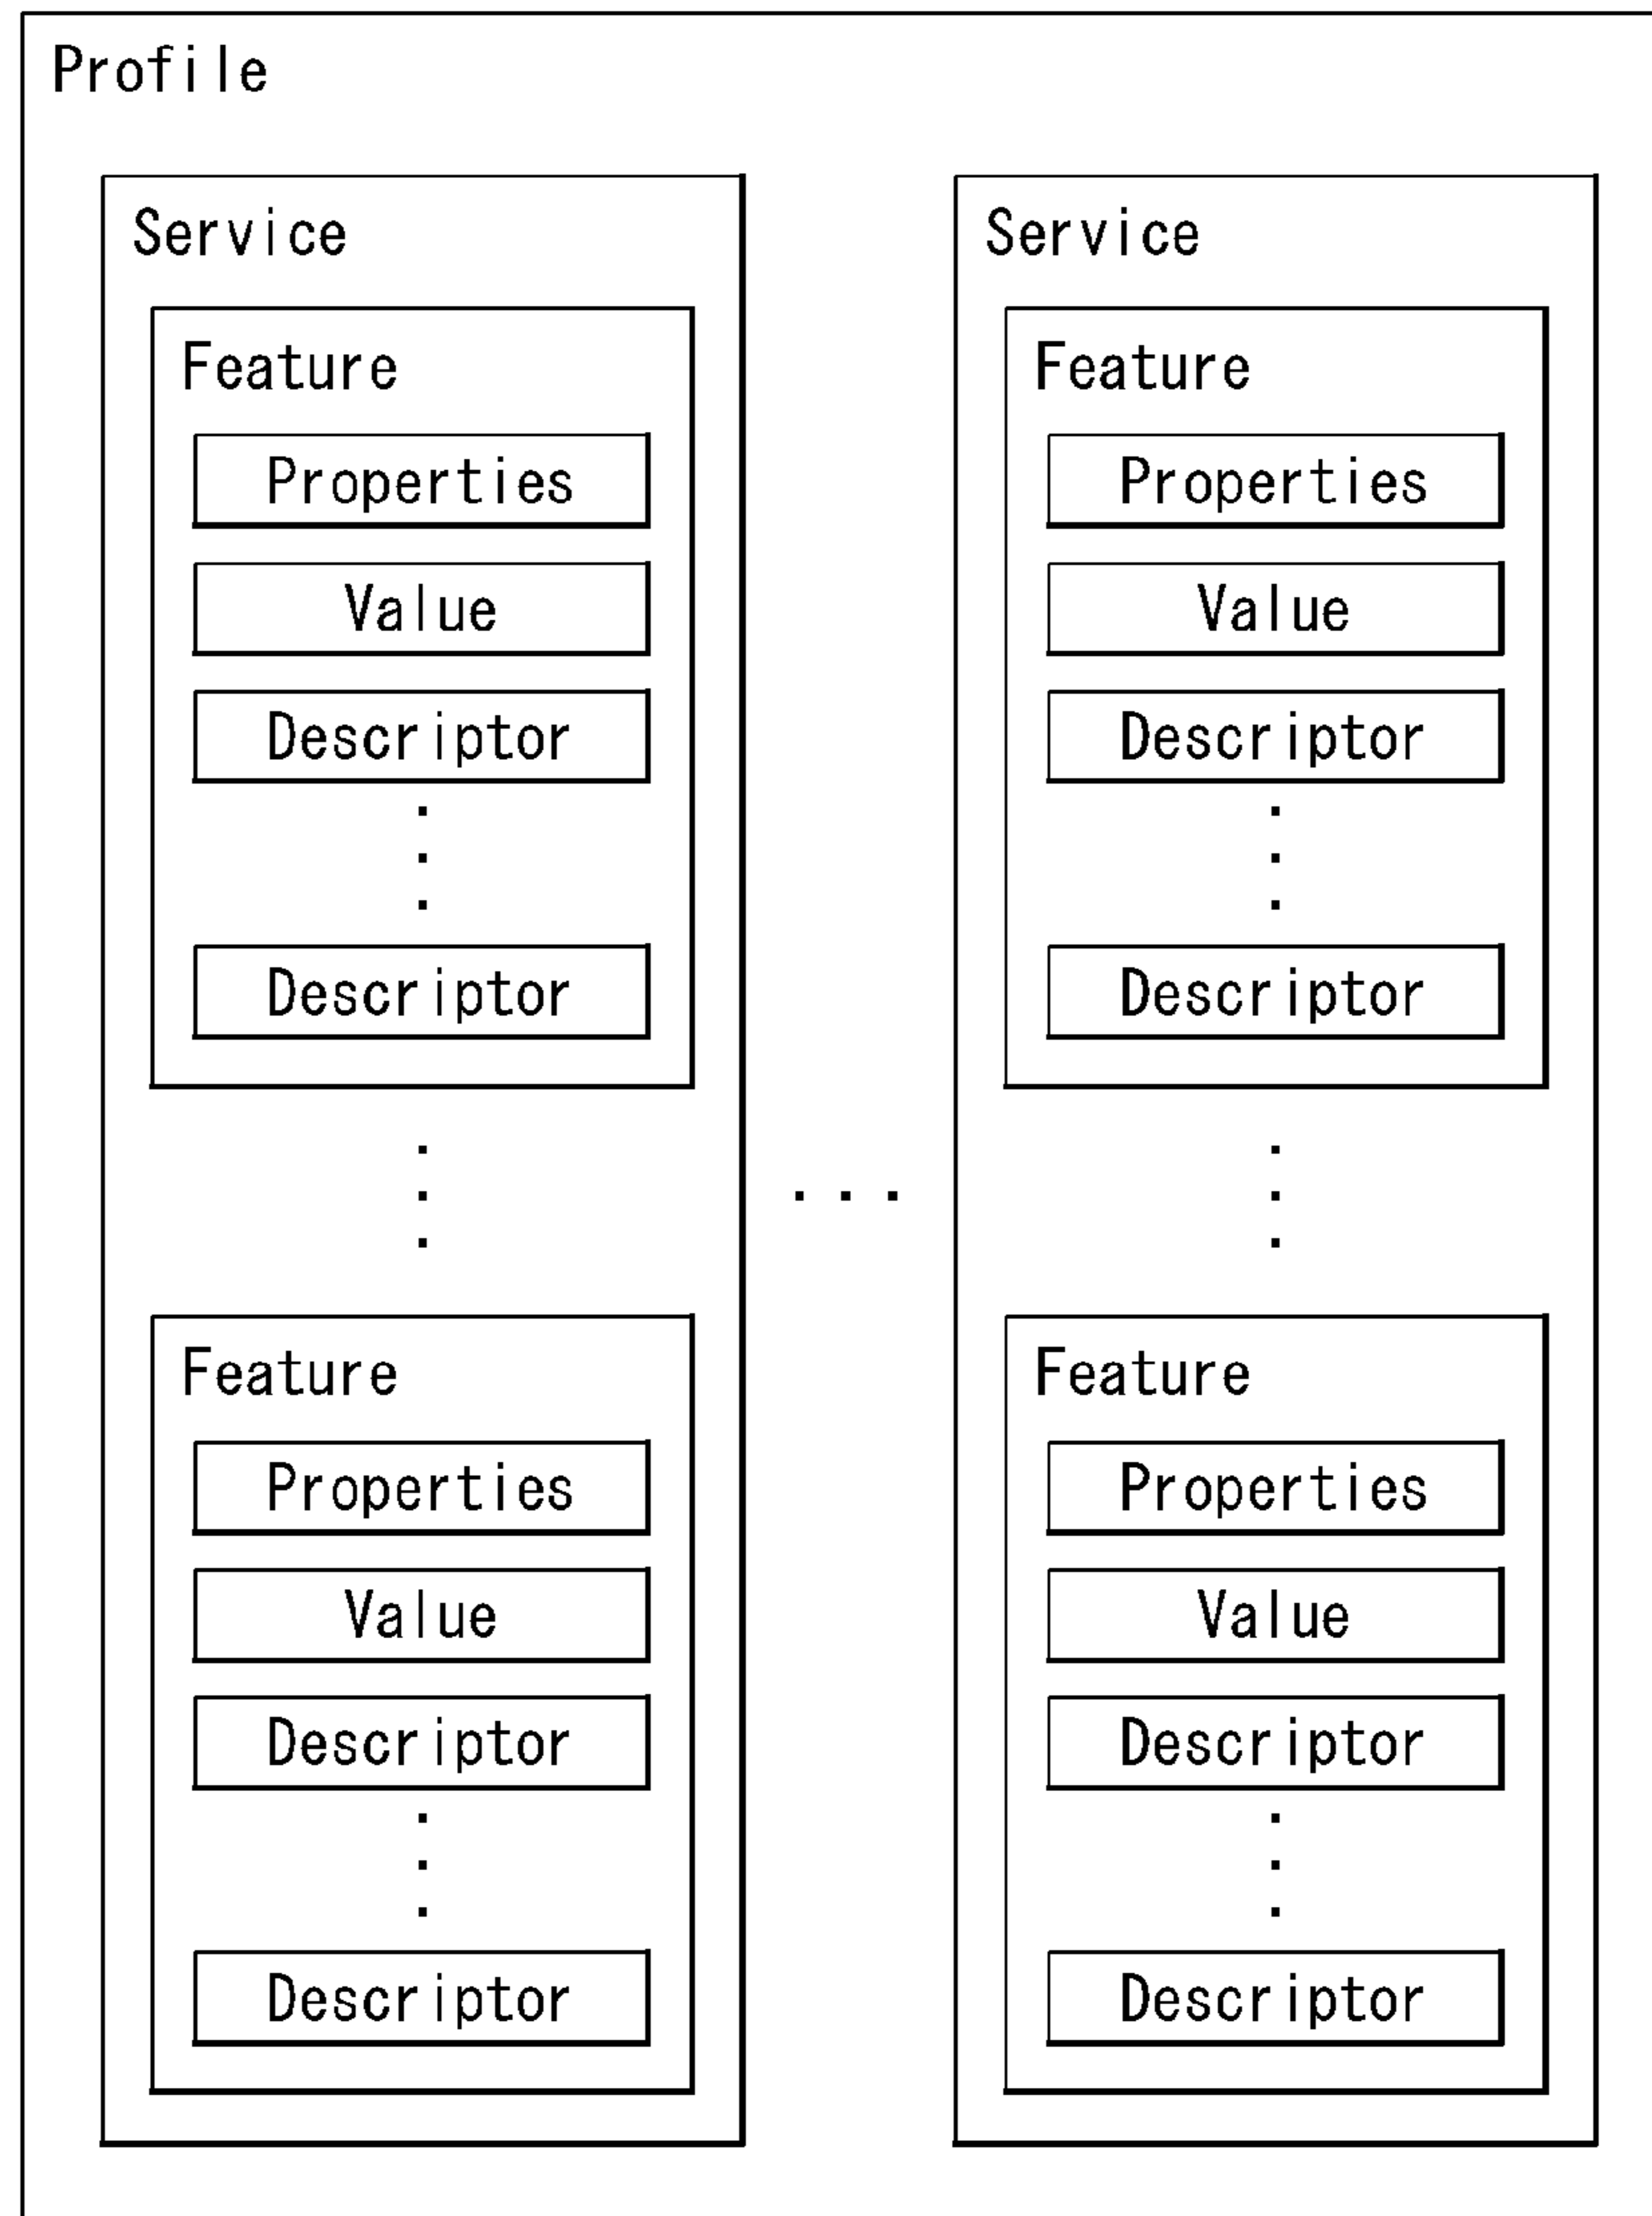 Profile
Service
Feature
Properties
Value
Descriptor
Descriptor
Feature
Properties
Value
Descriptor
Descriptor
...
Service
Feature
Properties
Value
Descriptor
Descriptor
Feature
Properties
Value
Descriptor
Descriptor